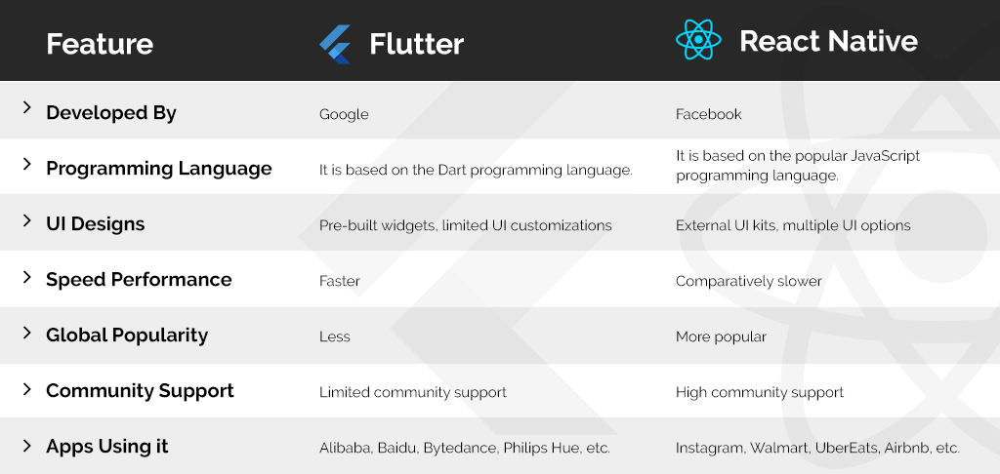 Feature Flutter React Native
Developed By Google Facebook
Programming Language It is based on the Dart programming language. It is based on the popular JavaScript
programming language.
UI Designs Pre-built widgets, limited UI customizations External UI kits, multiple UI options
Speed Performance Faster Comparatively slower
Global Popularity Less More popular
Community Support Limited community support High community support
Apps Using it Alibaba, Baidu, Bytedance, Philips Hue, etc. Instagram, Walmart, UberEats, Airbnb, etc.